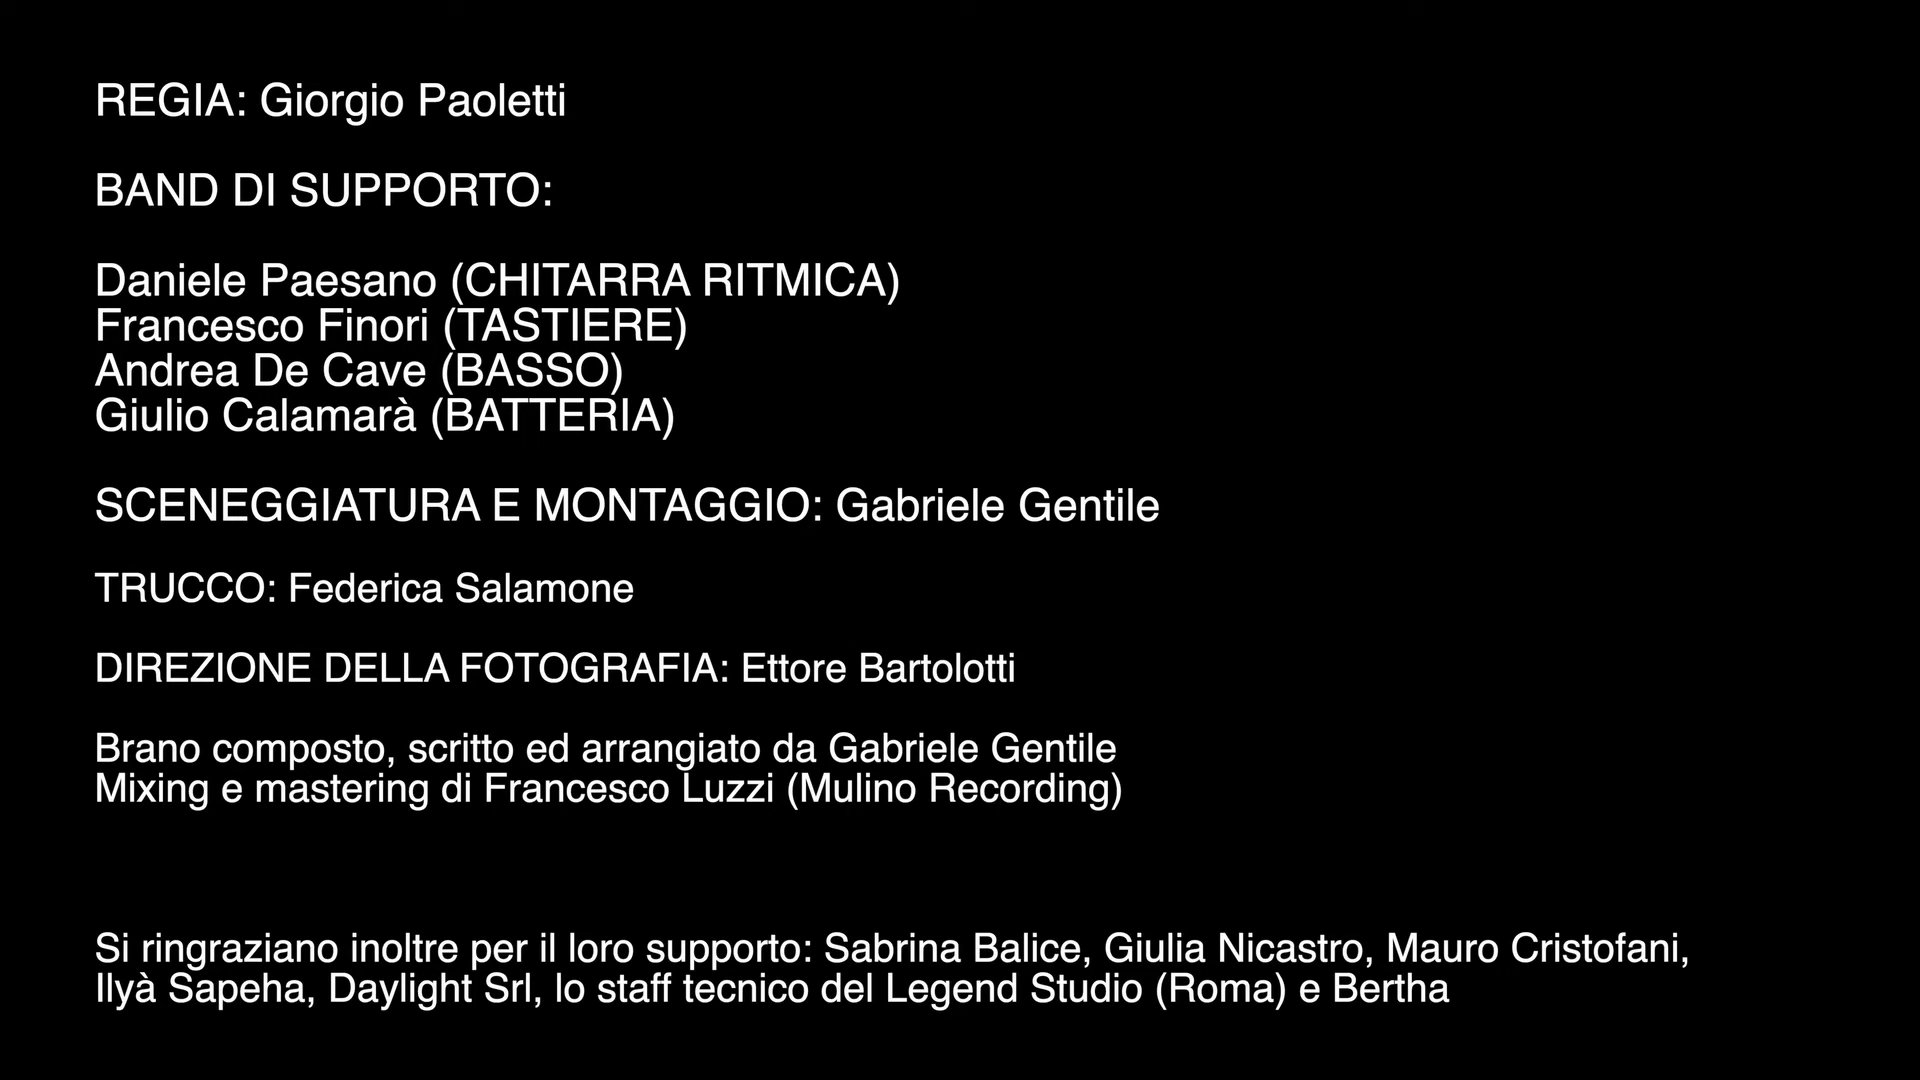 REGIA: Giorgio Paoletti
BAND DI SUPPORTO:
Daniele Paesano (CHITARRA RITMICA)
Francesco Finori (TASTIERE)
Andrea De Cave (BASSO)
Giulio Calamarà (BATTERIA)
SCENEGGIATURA E MONTAGGIO: Gabriele Gentile
TRUCCO: Federica Salamone
DIREZIONE DELLA FOTOGRAFIA: Ettore Bartolotti
Brano composto, scritto ed arrangiato da Gabriele Gentile
Mixing e mastering di Francesco Luzzi (Mulino Recording)
Si ringraziano inoltre per il loro supporto: Sabrina Balice, Giulia Nicastro, Mauro Cristofani,
Ilyà Sapeha, Daylight Srl, lo staff tecnico del Legend Studio (Roma) e Bertha